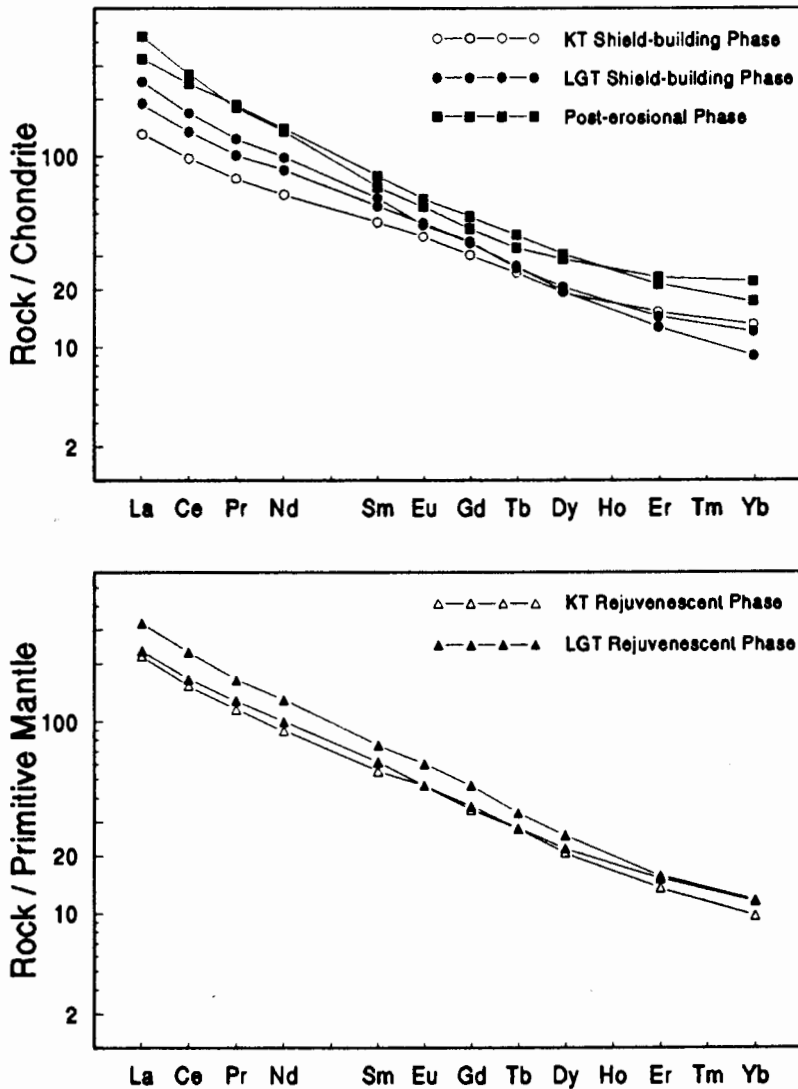 KT Shield-building Phase
LGT Shield-building Phase
Post-erosional Phase
Rock / Chondrite
100
20
10
2
La Ce Pr Nd Sm Eu Gd Tb Dy Ho Er Tm Yb
KT Rejuvenescent Phase
LGT Rejuvenescent Phase
Rock / Primitive Mantle
100
20
10
2
La Ce Pr Nd Sm Eu Gd Tb Dy Ho Er Tm Yb